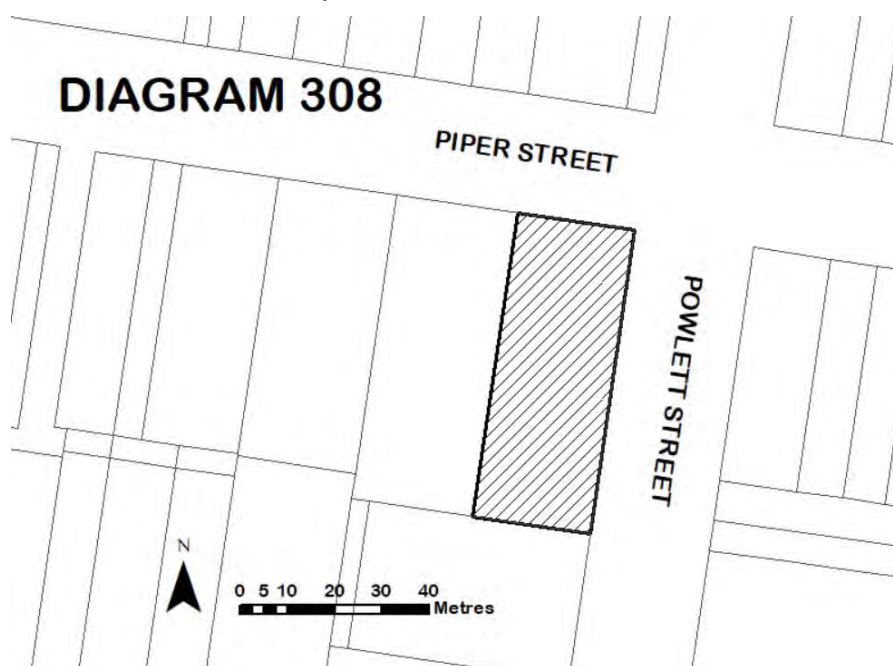 DIAGRAM 308
PIPER STREET
POWLETT STREET
N
0 5 10 20 30 40
Metres